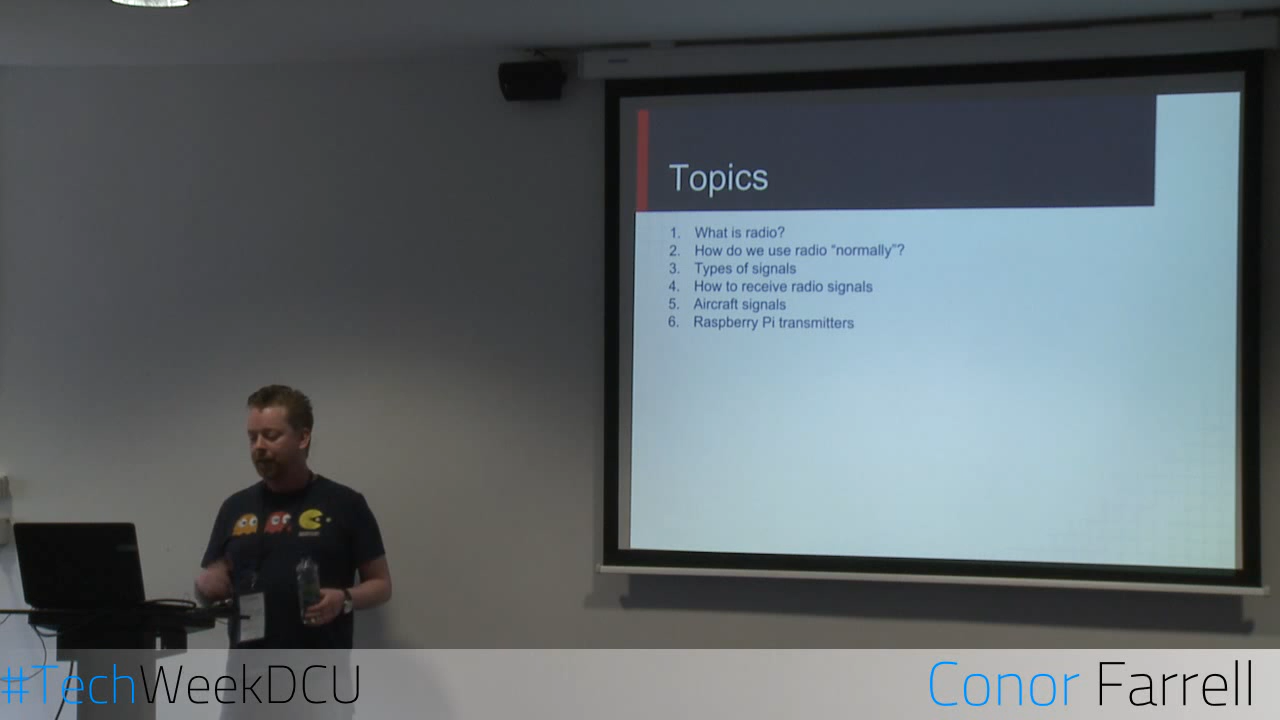 Topics
1. What is radio?
2. How do we use radio “normally”?
3. Types of signals
4. How to receive radio signals
5. Aircraft signals
6. Raspberry Pi transmitters
#TechWeekDCU
Conor Farrell